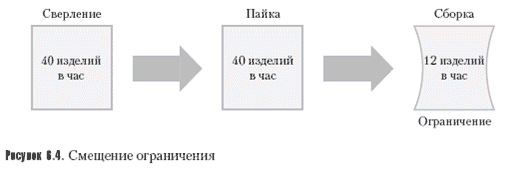 Сверление
Пайка
Сборка
40 изделий
в час
40 изделий
в час
12 изделий
в час
Ограничение
Рисунок 6.4. Смещение ограничения